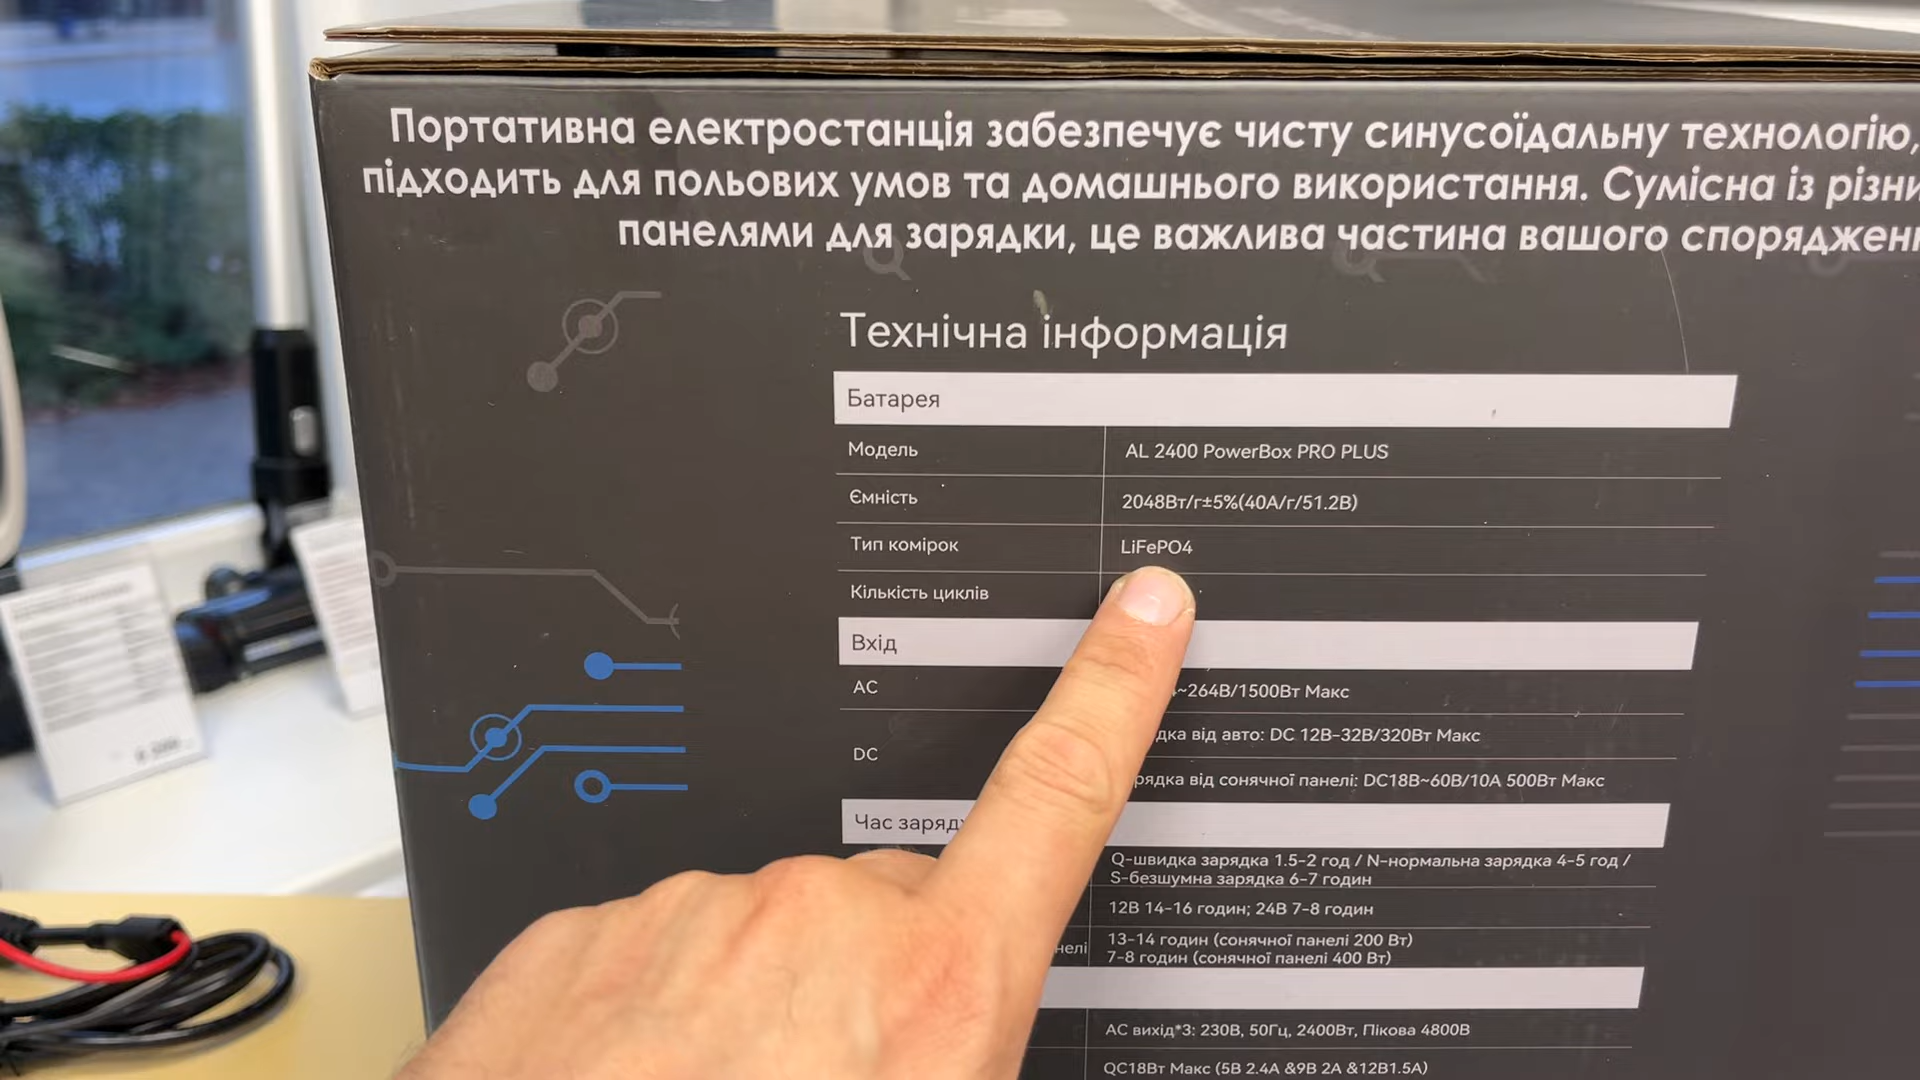 Портативна електростанція забезпечує чисту синусоїдальну технологію,
підходить для польових умов та домашнього використання. Сумісна із
панелями для зарядки, це важлива частина вашого
Технічна інформація
Батарея
Модель AL 2400 PowerBox PRO PLUS
Ємність 2048Вт/г±5%(40А/г/51.2В)
Тип комірок LiFePO4
Кількість циклів
Вхід
AC ~264В/1500Вт Макс
DC
від авто: DC 12В-32В/320Вт Макс
від сонячної панелі: DC18В~60В/10А 500Вт Макс
Час
Q-швидка зарядка 1.5-2 год / N-нормальна зарядка 4-5 год /
S-безшумна зарядка 6-7 годин
12В 14-16 годин; 24В 7-8 годин
13-14 годин (сонячної панелі 200 Вт)
7-8 годин (сонячної панелі 400 Вт)
AC вихід*3: 230В, 50Гц, 2400Вт, Пікова 4800В
QC18Вт Макс (5В 2.4А &9В 2А &12В1.5А)